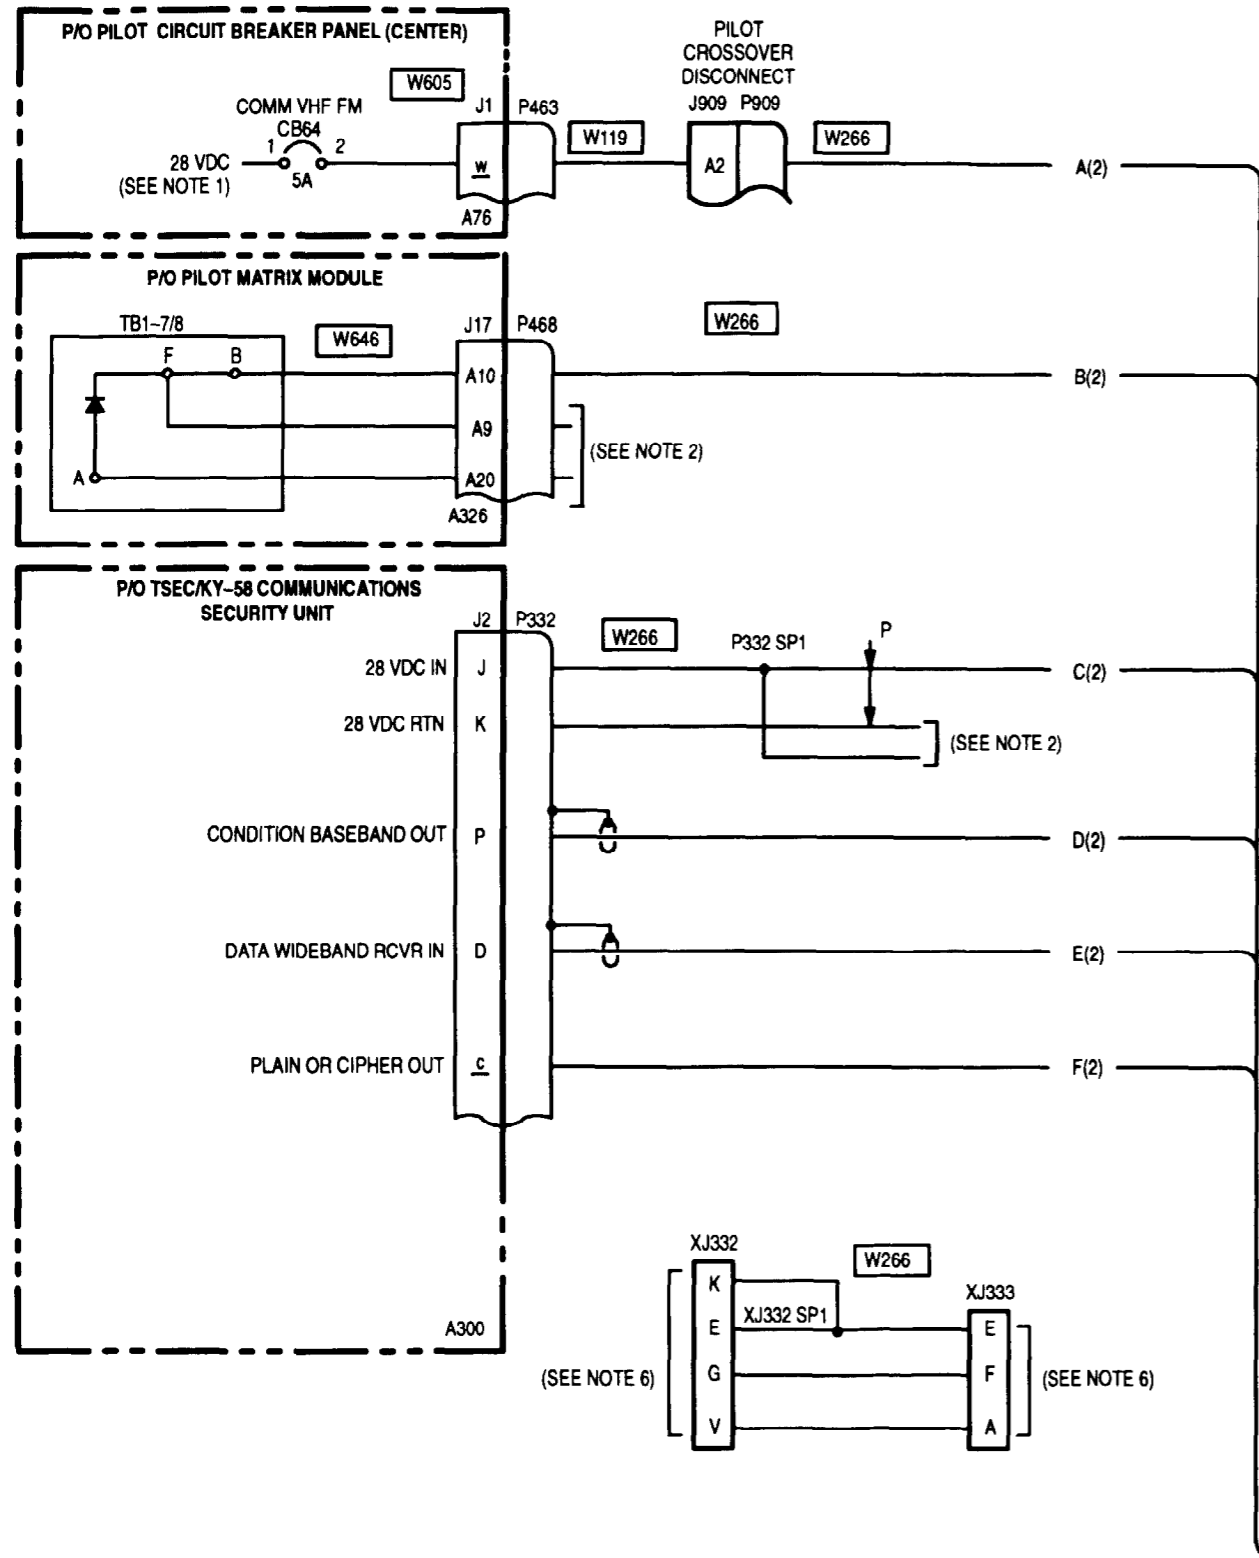 P/O PILOT CIRCUIT BREAKER PANEL (CENTER)
W605
COMM VHF FM
CB64
1 2
5A
28 VDC
(SEE NOTE 1)
J1 P463
w
A76
W119
PILOT
CROSSOVER
DISCONNECT
J909 P909
A2
W266
A(2)
P/O PILOT MATRIX MODULE
TB1-7/8
F B
A
W646
J17 P468
A10
A9
A20
A326
(SEE NOTE 2)
W266
B(2)
P/O TSEC/KY-58 COMMUNICATIONS
SECURITY UNIT
J2 P332
W266
P332 SP1
P
28 VDC IN J
C(2)
28 VDC RTN K
(SEE NOTE 2)
CONDITION BASEBAND OUT P
D(2)
DATA WIDEBAND RCVR IN D
E(2)
PLAIN OR CIPHER OUT c
F(2)
A300
XJ332
W266
XJ333
K
E XJ332 SP1 E
G F
V A
(SEE NOTE 6)
(SEE NOTE 6)